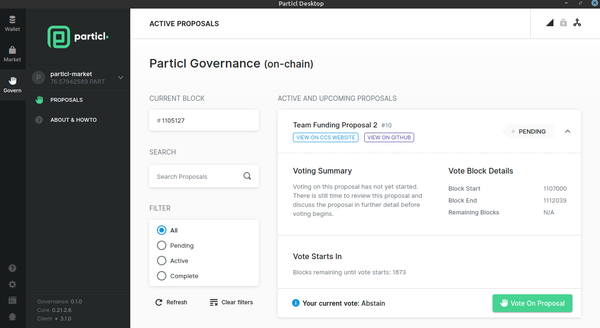 Particl Desktop
Wallet
Market
Govern
particl.
P
particl-market
76.57942589 PART
PROPOSALS
ABOUT & HOWTO
Governance 0.1.0
Core 0.21.2.6
Client 3.1.0
ACTIVE PROPOSALS
Particl Governance (on-chain)
CURRENT BLOCK
#1105127
SEARCH
Search Proposals
FILTER
All
Pending
Active
Complete
Refresh
Clear filters
ACTIVE AND UPCOMING PROPOSALS
Team Funding Proposal 2 #10
VIEW ON CCS WEBSITE
VIEW ON GITHUB
PENDING
Voting Summary
Voting on this proposal has not yet started.
There is still time to review this proposal and
discuss the proposal in further detail before
voting begins.
Vote Block Details
Block Start 1107000
Block End 1112039
Remaining Blocks N/A
Vote Starts In
Blocks remaining until vote starts: 1873
Your current vote: Abstain
Vote On Proposal